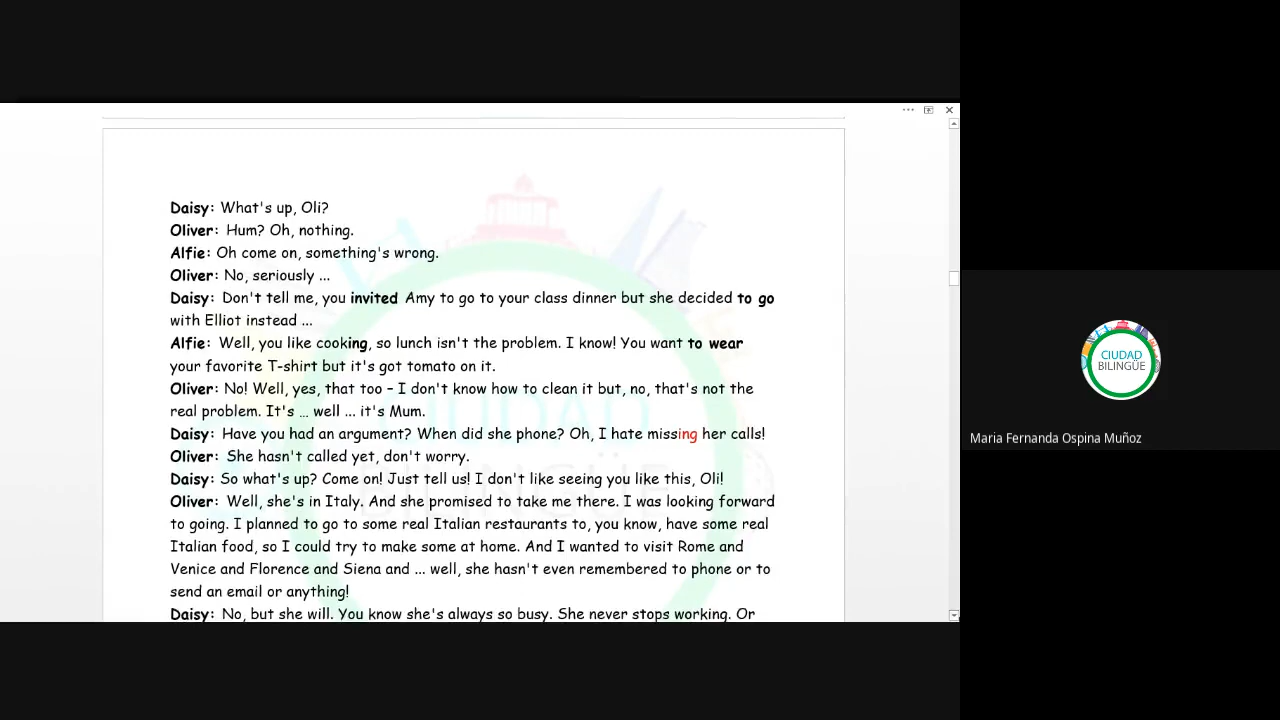 Daisy: What's up, Oli?
Oliver: Hum? Oh, nothing.
Alfie: Oh come on, something's wrong.
Oliver: No, seriously ...
Daisy: Don't tell me, you invited Amy to go to your class dinner but she decided to go
with Elliot instead ...
Alfie: Well, you like cooking, so lunch isn't the problem. I know! You want to wear
your favorite T-shirt but it's got tomato on it.
Oliver: No! Well, yes, that too – I don't know how to clean it but, no, that's not the
real problem. It's … well ... it's Mum.
Daisy: Have you had an argument? When did she phone? Oh, I hate missing her calls!
Oliver: She hasn't called yet, don't worry.
Daisy: So what's up? Come on! Just tell us! I don't like seeing you like this, Oli!
Oliver: Well, she's in Italy. And she promised to take me there. I was looking forward
to going. I planned to go to some real Italian restaurants to, you know, have some real
Italian food, so I could try to make some at home. And I wanted to visit Rome and
Venice and Florence and Siena and ... well, she hasn't even remembered to phone or to
send an email or anything!
Daisy: No, but she will. You know she's always so busy. She never stops working. Or
CIUDAD
BILINGÜE
CIUDAD
BILINGÜE
Maria Fernanda Ospina Muñoz